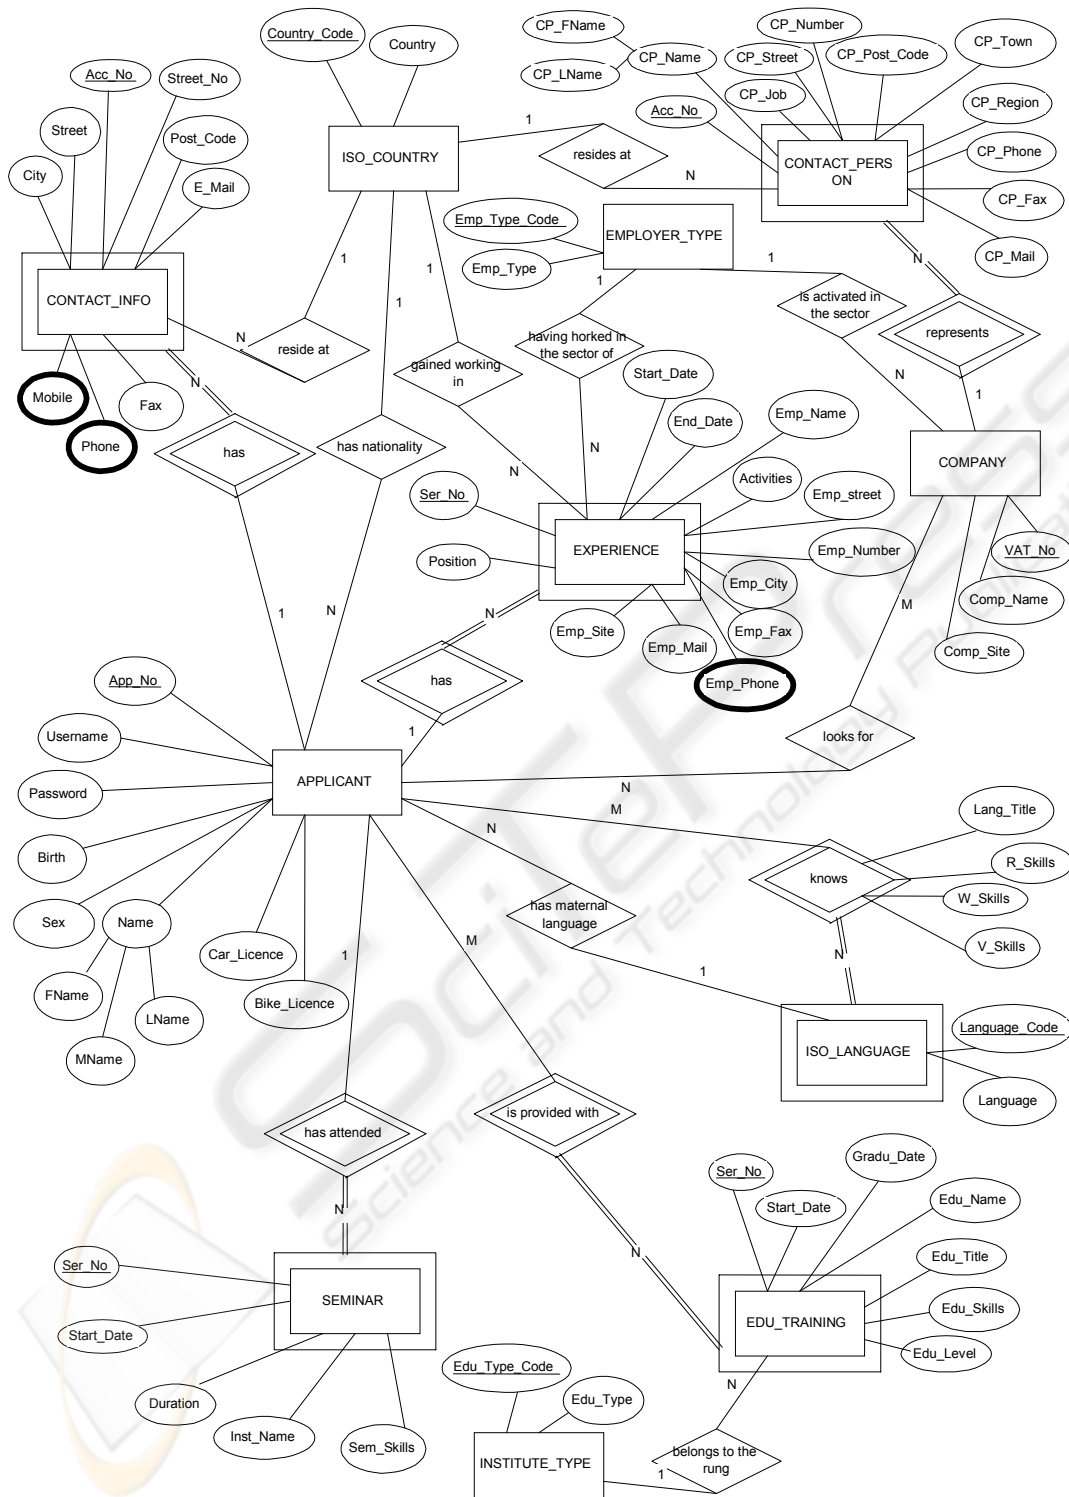 Country_Code
Country
CP_FName
CP_LName
CP_Name
CP_Number
CP_Street
CP_Post_Code
CP_Town
CP_Job
Acc_No
CP_Region
CP_Phone
CP_Fax
CP_Mail
Acc_No
Street_No
Street
Post_Code
City
E_Mail
ISO_COUNTRY
1
resides at
N
CONTACT_PERS
ON
Emp_Type_Code
Emp_Type
EMPLOYER_TYPE
1
1
N
CONTACT_INFO
1
1
1
is activated in
the sector
represents
N
reside at
having horked in
the sector of
gained working
in
N
1
N
Mobile
Fax
Phone
has
has nationality
Start_Date
End_Date
Emp_Name
N
N
COMPANY
Activities
Ser_No
Emp_street
EXPERIENCE
Emp_Number
VAT_No
Position
Emp_City
Comp_Name
M
1
N
N
Emp_Site
Emp_Mail
Emp_Fax
Comp_Site
Emp_Phone
has
App_No
1
looks for
Username
APPLICANT
Password
N
M
N
Lang_Title
Birth
knows
R_Skills
W_Skills
V_Skills
Sex
Name
has maternal
language
Car_Licence
1
M
N
1
FName
LName
Bike_Licence
MName
ISO_LANGUAGE
Language_Code
Language
has attended
is provided with
N
N
Ser_No
Gradu_Date
Start_Date
Edu_Name
Edu_Title
Ser_No
SEMINAR
EDU_TRAINING
Edu_Skills
Start_Date
Edu_Level
Duration
Inst_Name
Sem_Skills
Edu_Type_Code
Edu_Type
N
INSTITUTE_TYPE
1
belongs to the
rung
SciTePress
Science and Technology Publications